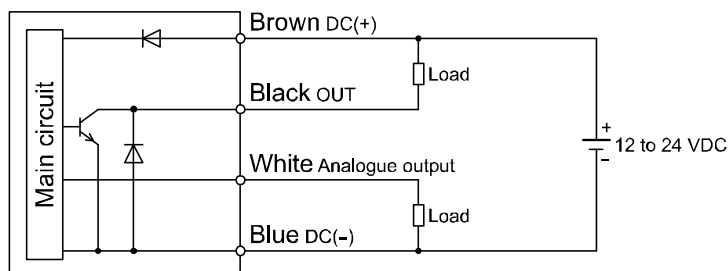 Main circuit
Brown DC(+)
Load
Black OUT
+
12 to 24 VDC
-
White Analogue output
Load
Blue DC(-)